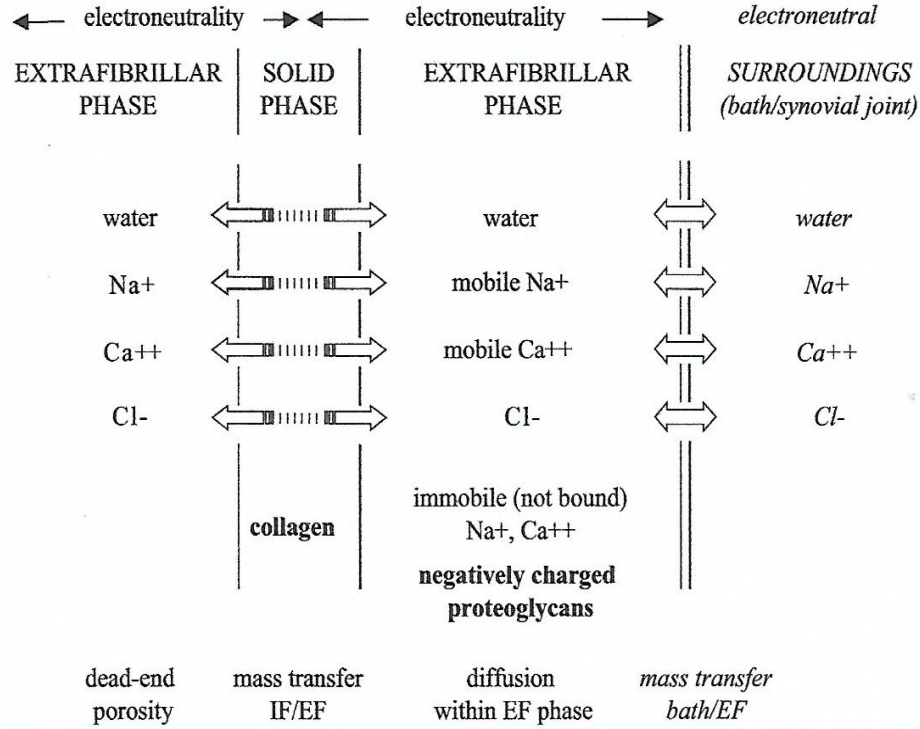 electroneutrality electroneutrality electroneutral
EXTRAFIBRILLAR SOLID EXTRAFIBRILLAR SURROUNDINGS
PHASE PHASE PHASE (bath/synovial joint)
water water water
Na+ mobile Na+ Na+
Ca++ mobile Ca++ Ca++
Cl- Cl- Cl-
immobile (not bound)
collagen Na+, Ca++
negatively charged
proteoglycans
dead-end mass transfer diffusion mass transfer
porosity IF/EF within EF phase bath/EF